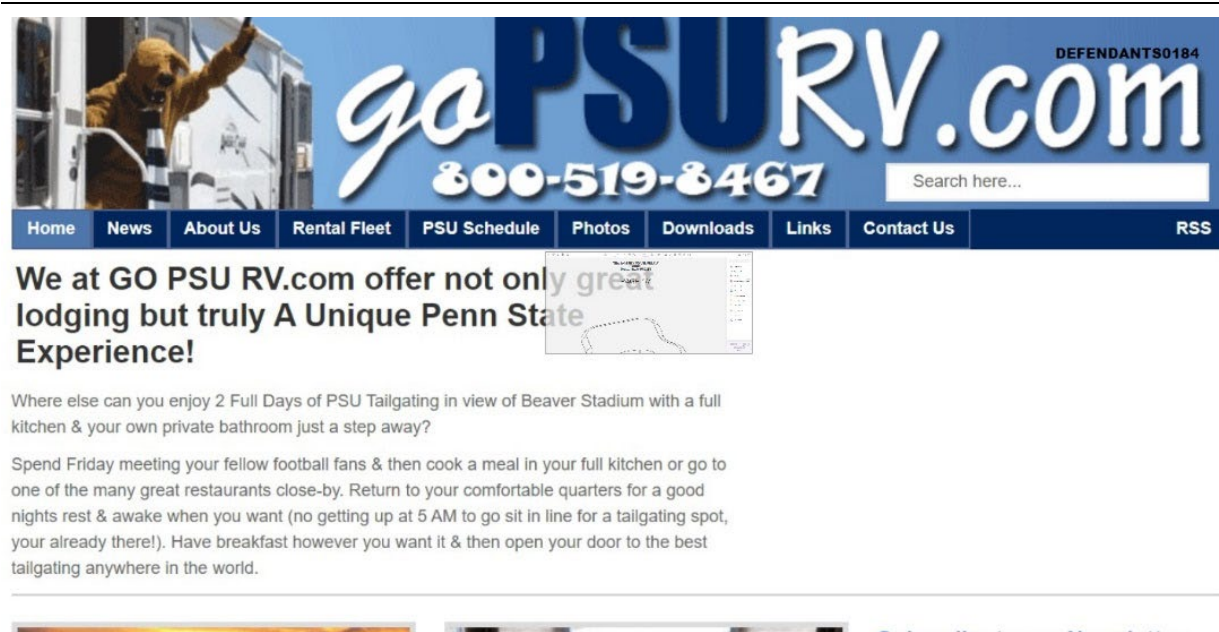 goPSURV.com
DEFENDANTS0184
800-519-8467
Search here...
Home News About Us Rental Fleet PSU Schedule Photos Downloads Links Contact Us RSS
We at GO PSU RV.com offer not only great
lodging but truly A Unique Penn State
Experience!
Where else can you enjoy 2 Full Days of PSU Tailgating in view of Beaver Stadium with a full
kitchen & your own private bathroom just a step away?
Spend Friday meeting your fellow football fans & then cook a meal in your full kitchen or go to
one of the many great restaurants close-by. Return to your comfortable quarters for a good
nights rest & awake when you want (no getting up at 5 AM to go sit in line for a tailgating spot,
your already there!). Have breakfast however you want it & then open your door to the best
tailgating anywhere in the world.